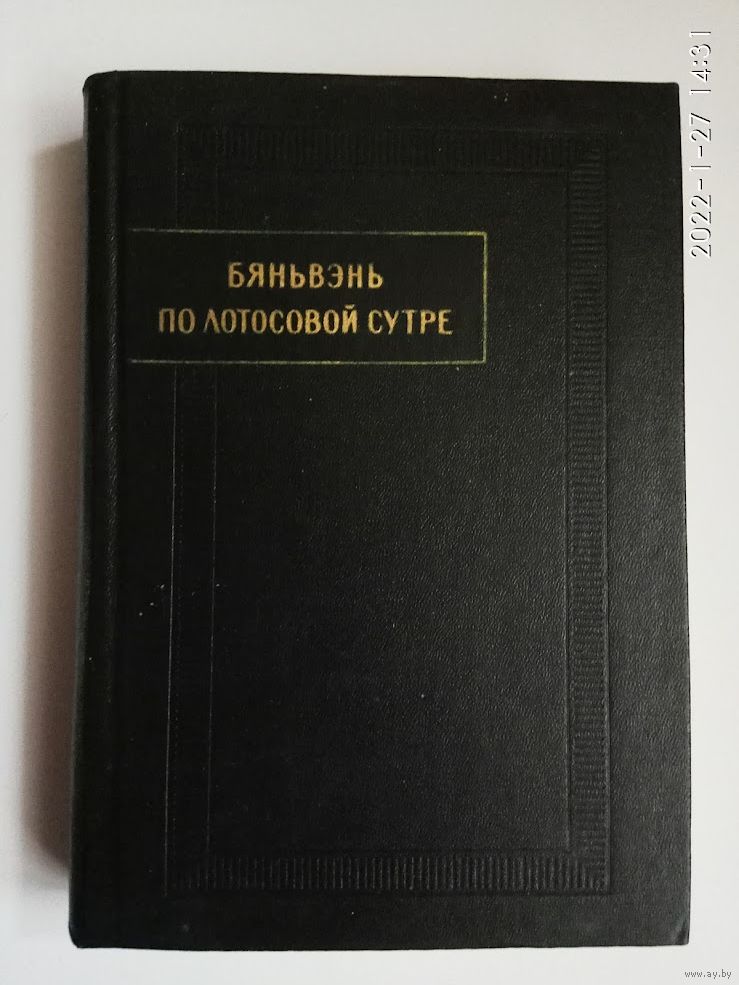 БЯНЬВЭНЬ
ПО ЛОТОСОВОЙ СУТРЕ
2022-1-27 14:31
www.ay.by